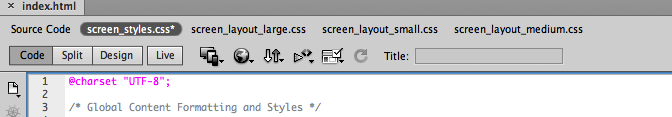 × index.html
Source Code screen_styles.css* screen_layout_large.css screen_layout_small.css screen_layout_medium.css
Code Split Design Live Title:
1 @charset "UTF-8";
2
3 /* Global Content Formatting and Styles */